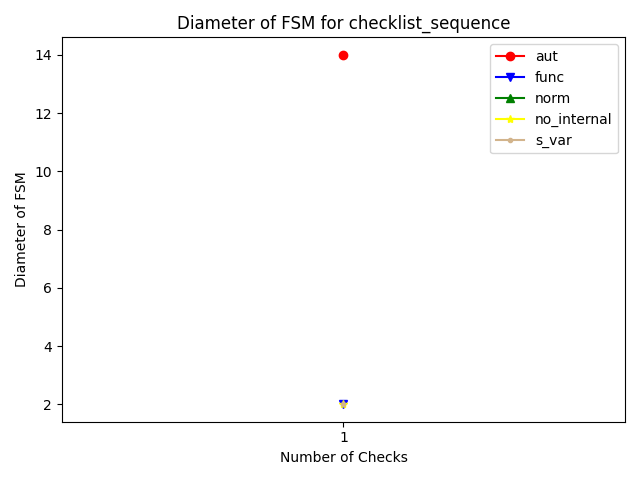 Diameter of FSM for checklist_sequence
14
12
10
8
6
4
2
Diameter of FSM
aut
func
norm
no_internal
s_var
1
Number of Checks